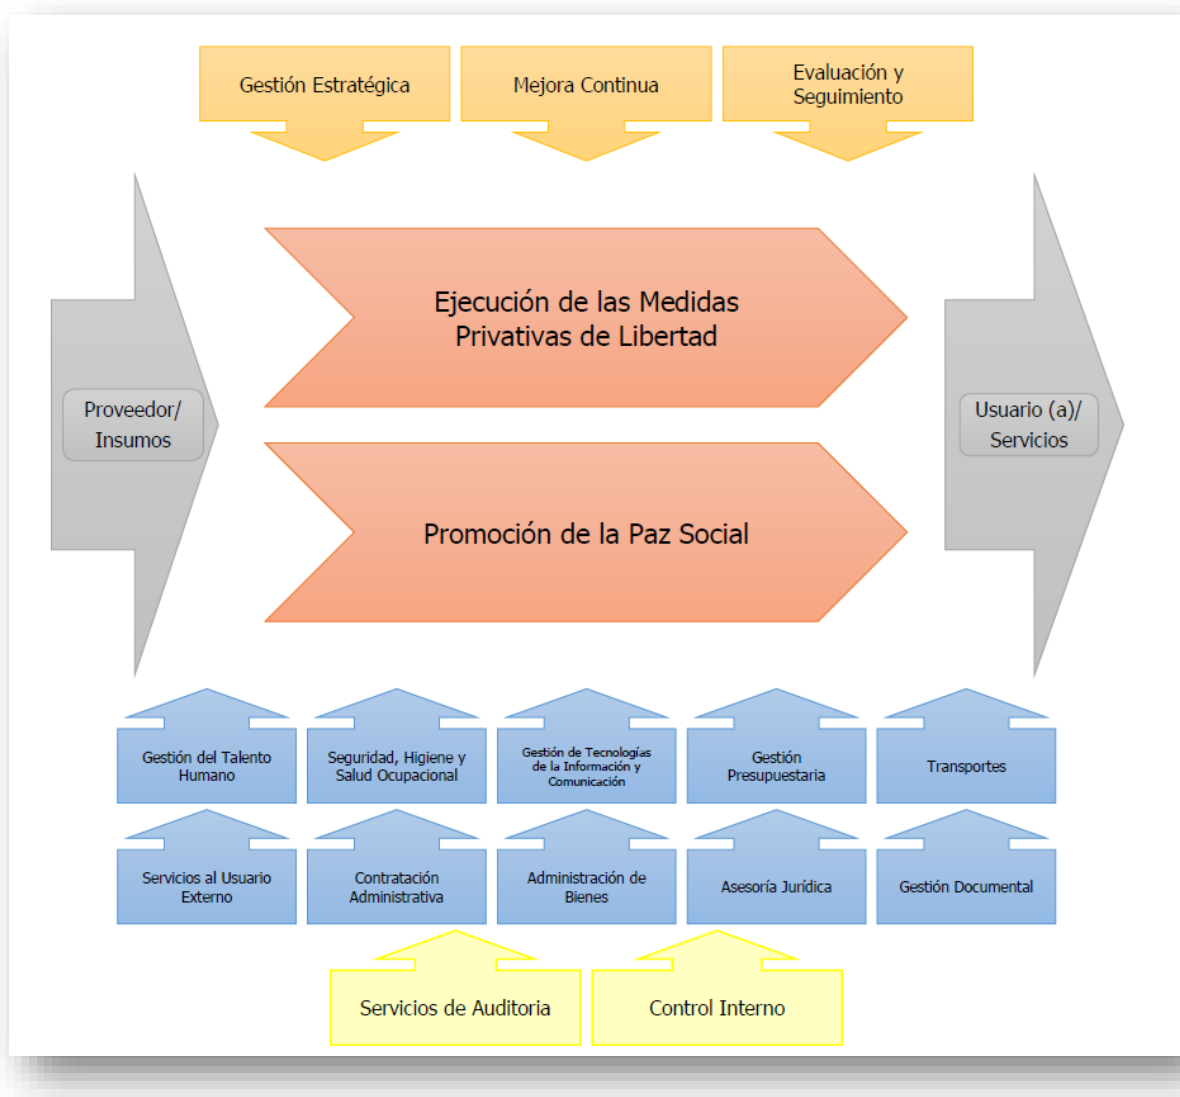 Gestión Estratégica
Mejora Continua
Evaluación y
Seguimiento
Proveedor/
Insumos
Ejecución de las Medidas
Privativas de Libertad
Promoción de la Paz Social
Usuario (a)/
Servicios
Gestión del Talento
Humano
Seguridad, Higiene y
Salud Ocupacional
Gestión de Tecnologías
de la Información y
Comunicación
Gestión
Presupuestaria
Transportes
Servicios al Usuario
Externo
Contratación
Administrativa
Administración de
Bienes
Asesoría Jurídica
Gestión Documental
Servicios de Auditoria
Control Interno